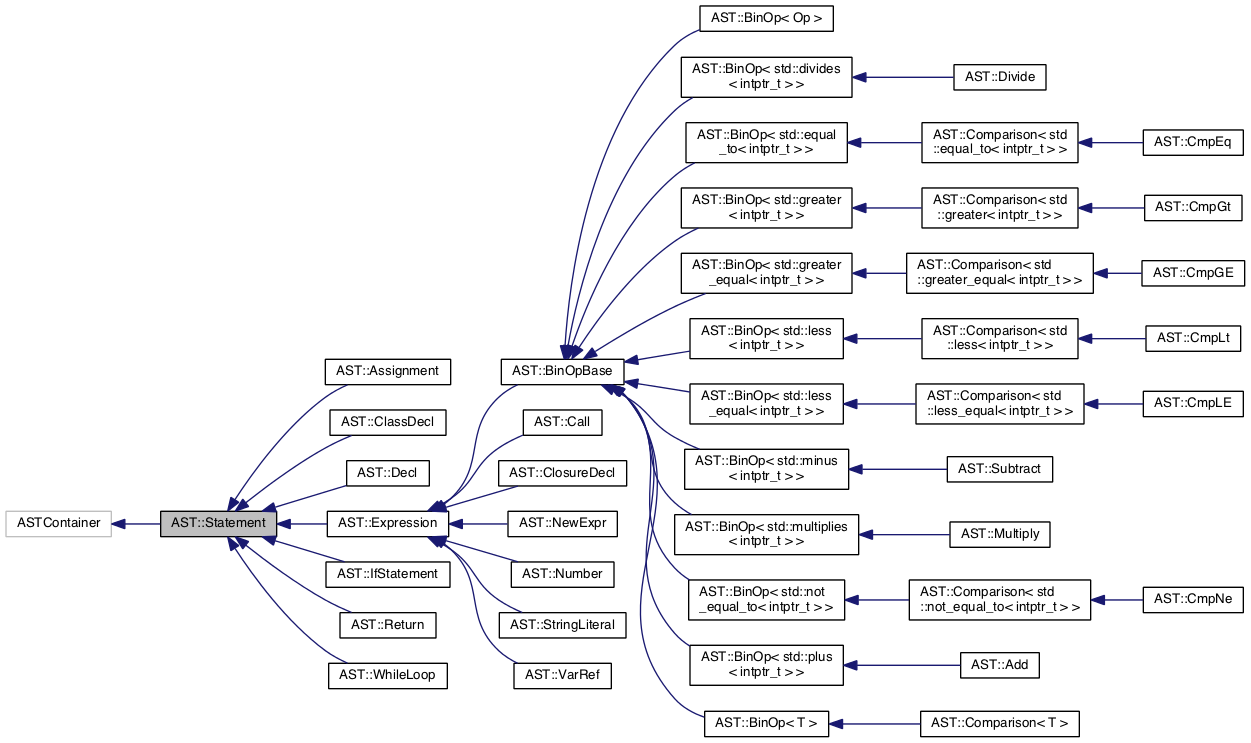 AST::BinOp< Op >
AST::BinOp< std::divides
< intptr_t > >
AST::Divide
AST::BinOp< std::equal
_to< intptr_t > >
AST::Comparison< std
::equal_to< intptr_t > >
AST::CmpEq
AST::BinOp< std::greater
< intptr_t > >
AST::Comparison< std
::greater< intptr_t > >
AST::CmpGt
AST::BinOp< std::greater
_equal< intptr_t > >
AST::Comparison< std
::greater_equal< intptr_t > >
AST::CmpGE
AST::BinOp< std::less
< intptr_t > >
AST::Comparison< std
::less< intptr_t > >
AST::CmpLt
AST::Assignment
AST::BinOpBase
AST::BinOp< std::less
_equal< intptr_t > >
AST::Comparison< std
::less_equal< intptr_t > >
AST::CmpLE
AST::ClassDecl
AST::Call
AST::Decl
AST::ClosureDecl
AST::BinOp< std::minus
< intptr_t > >
AST::Subtract
ASTContainer
AST::Statement
AST::Expression
AST::NewExpr
AST::BinOp< std::multiplies
< intptr_t > >
AST::Multiply
AST::IfStatement
AST::Number
AST::BinOp< std::not
_equal_to< intptr_t > >
AST::Comparison< std
::not_equal_to< intptr_t > >
AST::CmpNe
AST::Return
AST::StringLiteral
AST::WhileLoop
AST::VarRef
AST::BinOp< std::plus
< intptr_t > >
AST::Add
AST::BinOp< T >
AST::Comparison< T >